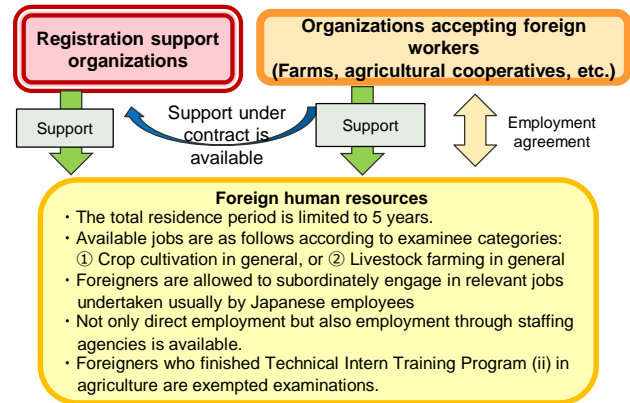 Registration support
organizations
Organizations accepting foreign
workers
(Farms, agricultural cooperatives, etc.)
Support
Support under
contract is
available
Support
Employment
agreement
Foreign human resources
・The total residence period is limited to 5 years.
・Available jobs are as follows according to examinee categories:
① Crop cultivation in general, or ② Livestock farming in general
・Foreigners are allowed to subordinately engage in relevant jobs
undertaken usually by Japanese employees
・Not only direct employment but also employment through staffing
agencies is available.
・Foreigners who finished Technical Intern Training Program (ii) in
agriculture are exempted examinations.